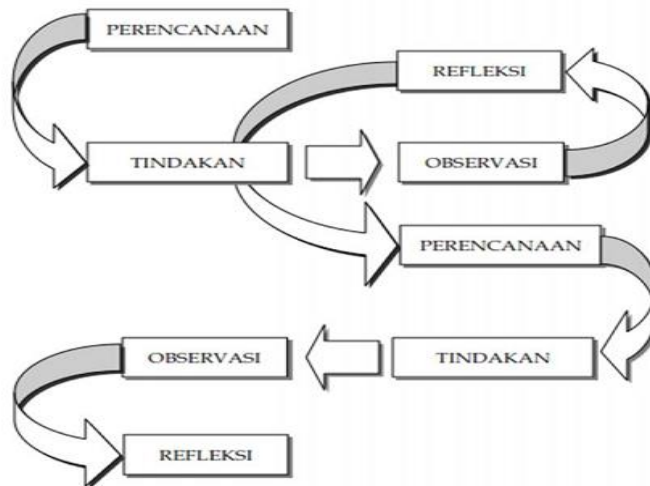 PERENCANAAN
TINDAKAN
OBSERVASI
REFLEKSI
PERENCANAAN
TINDAKAN
OBSERVASI
REFLEKSI